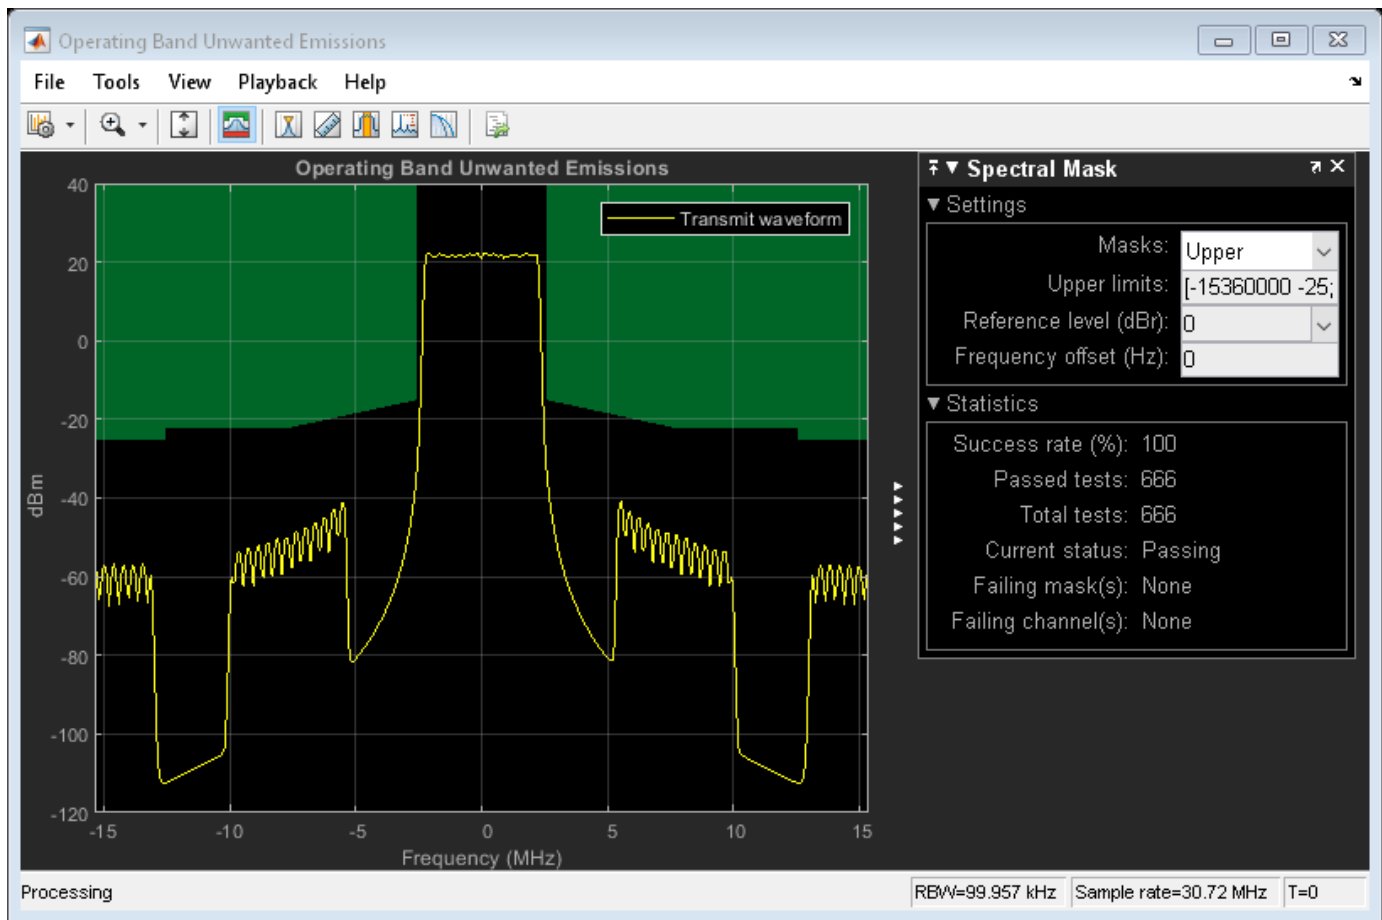 Operating Band Unwanted Emissions
File Tools View Playback Help
Operating Band Unwanted Emissions
Transmit waveform
40
20
0
-20
-40
-60
-80
-100
-120
dBm
-15 -10 -5 0 5 10 15
Frequency (MHz)
Spectral Mask
Settings
Masks: Upper
Upper limits: [-15360000 -25;
Reference level (dBr): 0
Frequency offset (Hz): 0
Statistics
Success rate (%): 100
Passed tests: 666
Total tests: 666
Current status: Passing
Failing mask(s): None
Failing channel(s): None
Processing
RBW=99.957 kHz Sample rate=30.72 MHz T=0